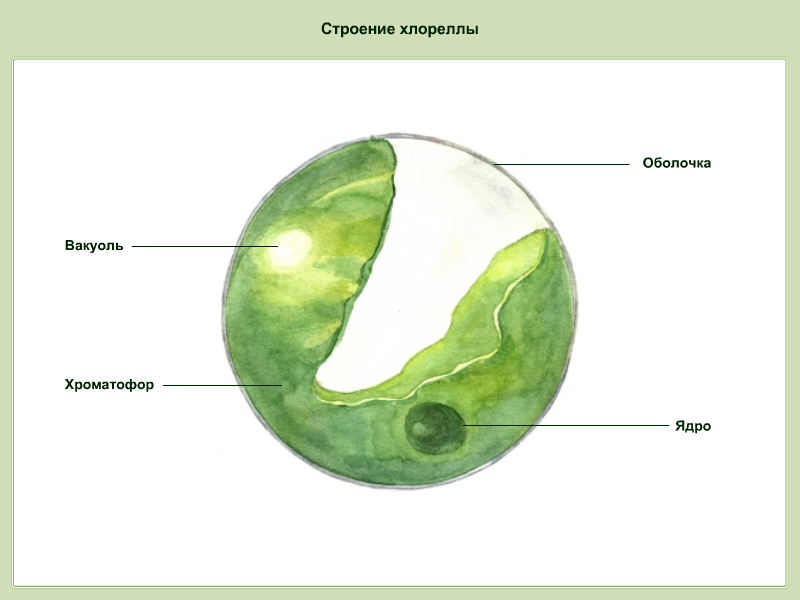 Строение хлореллы
Оболочка
Вакуоль
Хроматофор
Ядро